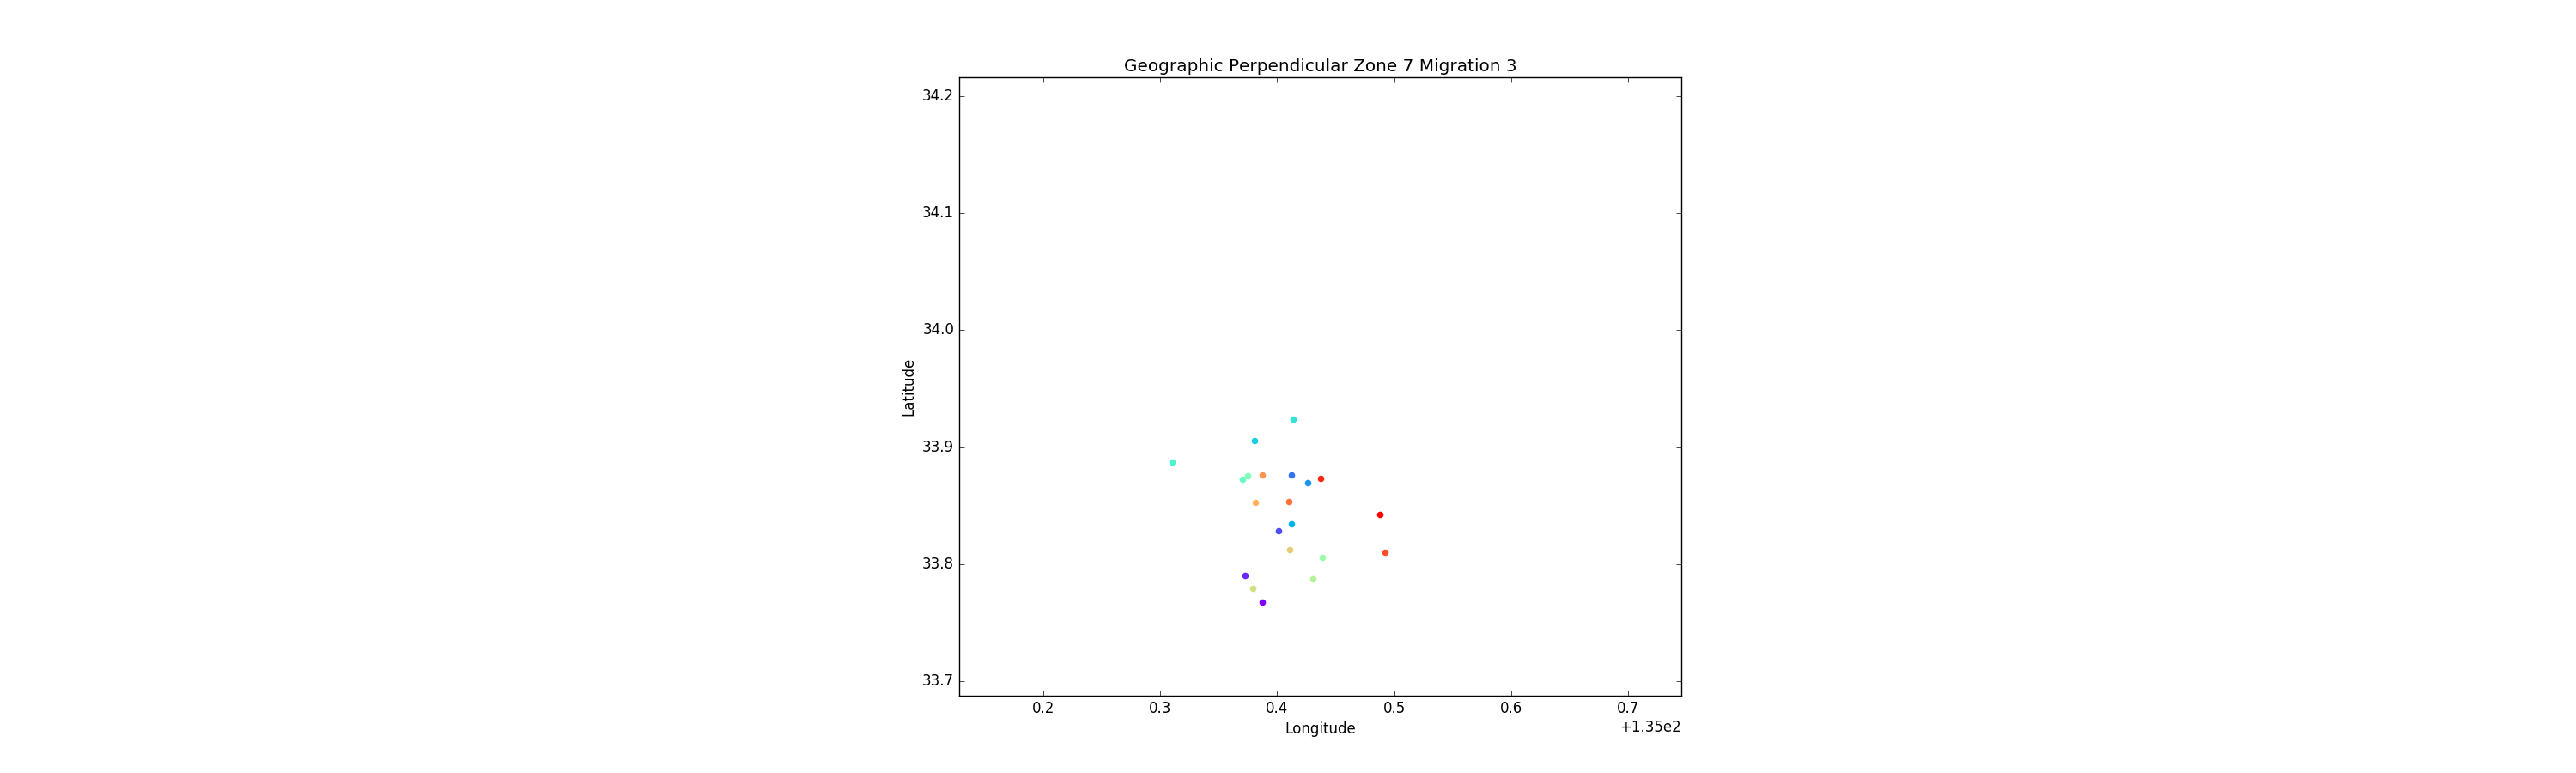 Geographic Perpendicular Zone 7 Migration 3
34.2
34.1
34.0
33.9
33.8
33.7
Latitude
0.2 0.3 0.4 0.5 0.6 0.7
Longitude
+1.35e2